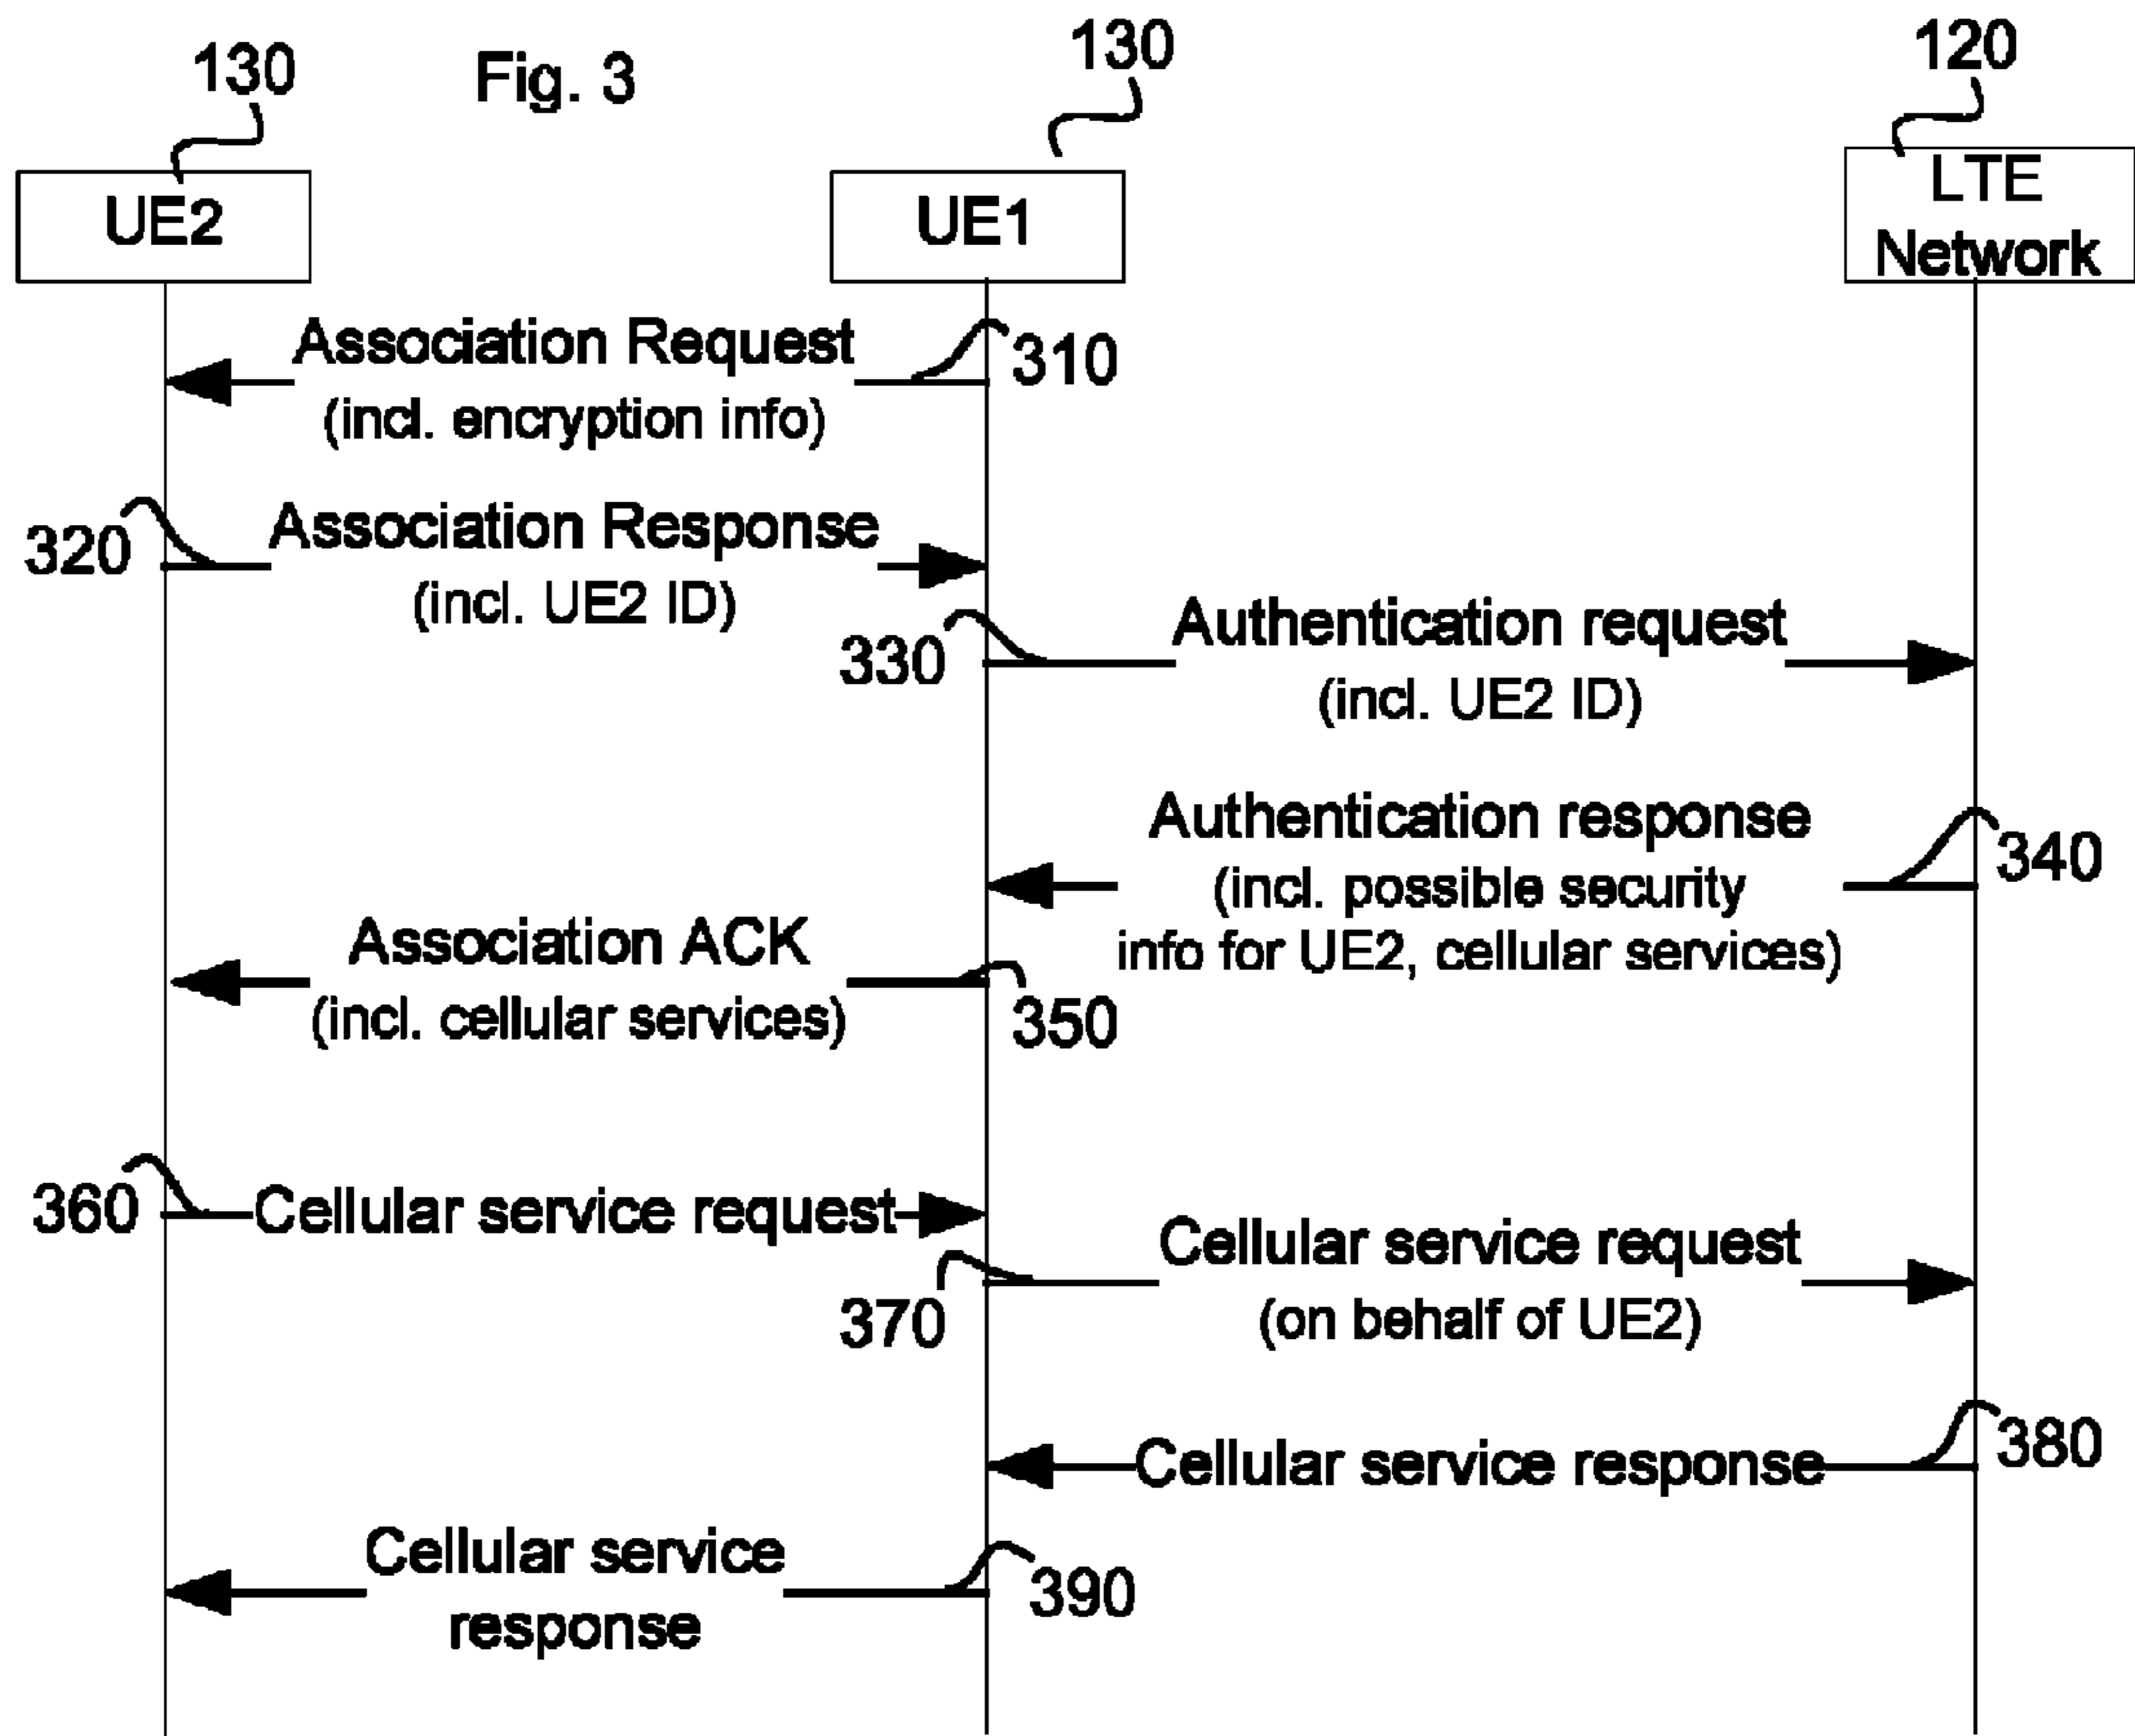 130
Fig. 3
130
120
UE2
UE1
LTE
Network
Association Request
310
(incl. encryption info)
320
Association Response
(incl. UE2 ID)
330
Authentication request
(incl. UE2 ID)
Authentication response
340
(incl. possible security
info for UE2, cellular services)
Association ACK
(incl. cellular services)
350
360
Cellular service request
Cellular service request
370
(on behalf of UE2)
Cellular service response
380
Cellular service
response
390